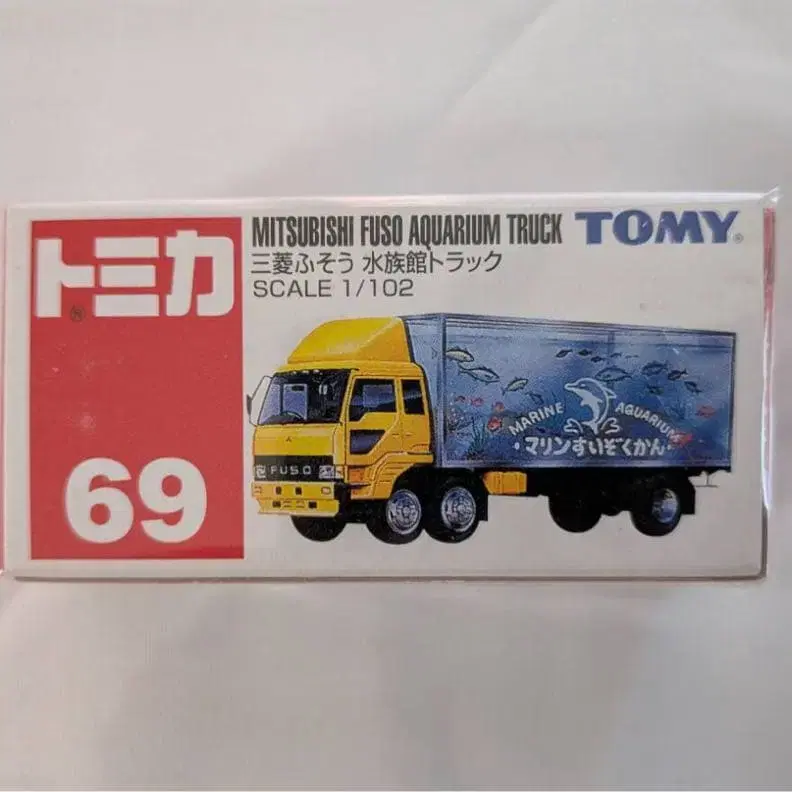 トミカ®
69
MITSUBISHI FUSO AQUARIUM TRUCK TOMY®
三菱ふそう 水族館トラック
SCALE 1/102
MARINE AQUARIUM
・マリンすいぞくかん・
FUSO